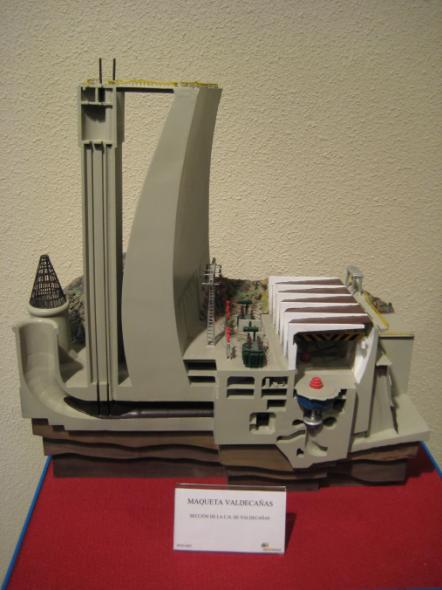 MAQUETA VALDECAÑAS
SECCIÓN DE LA C.H. DE VALDECAÑAS